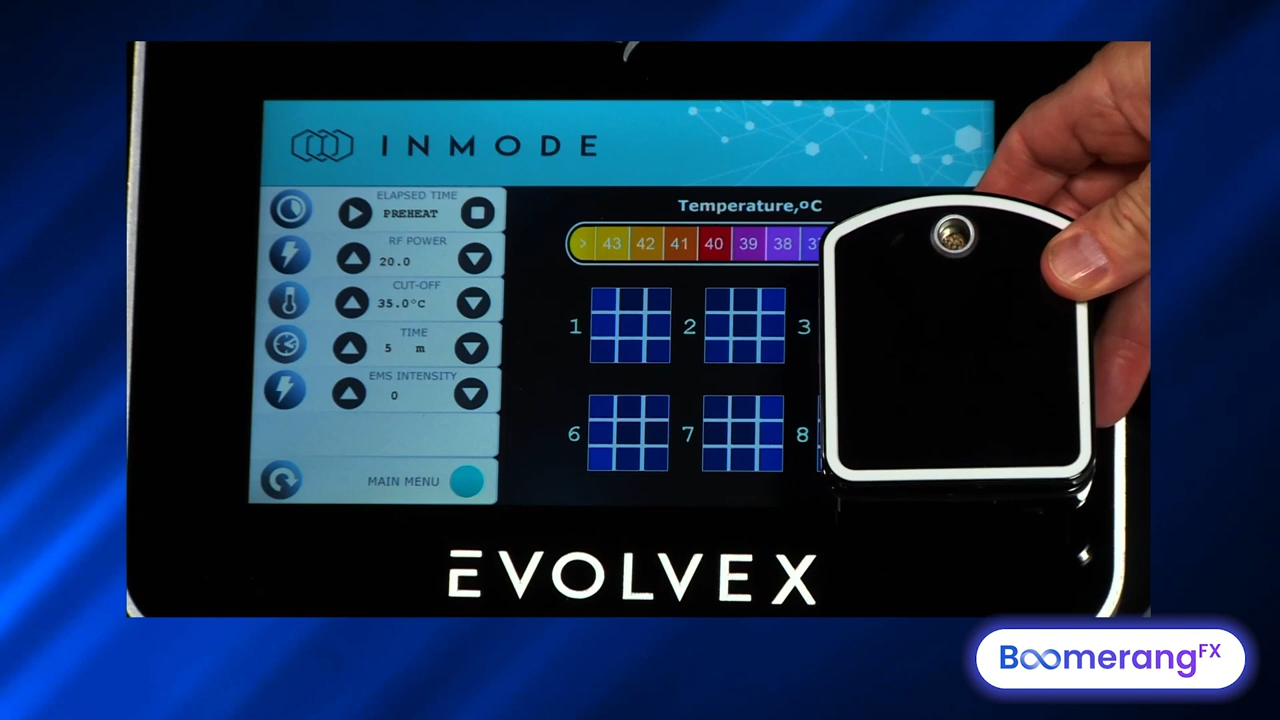 INMODE
ELAPSED TIME
PREHEAT
RF POWER
20.0
CUT-OFF
35.0°C
TIME
5 m
EMS INTENSITY
0
MAIN MENU
Temperature,ºC
> 43 42 41 40 39 38
1 2 3
6 7 8
EVOLVEX
BoomerangFX